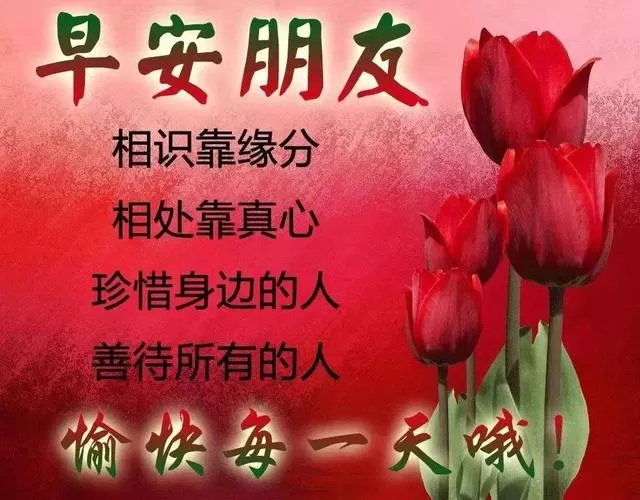 早安朋友
相识靠缘分
相处靠真心
珍惜身边的人
善待所有的人
愉快每一天哦！